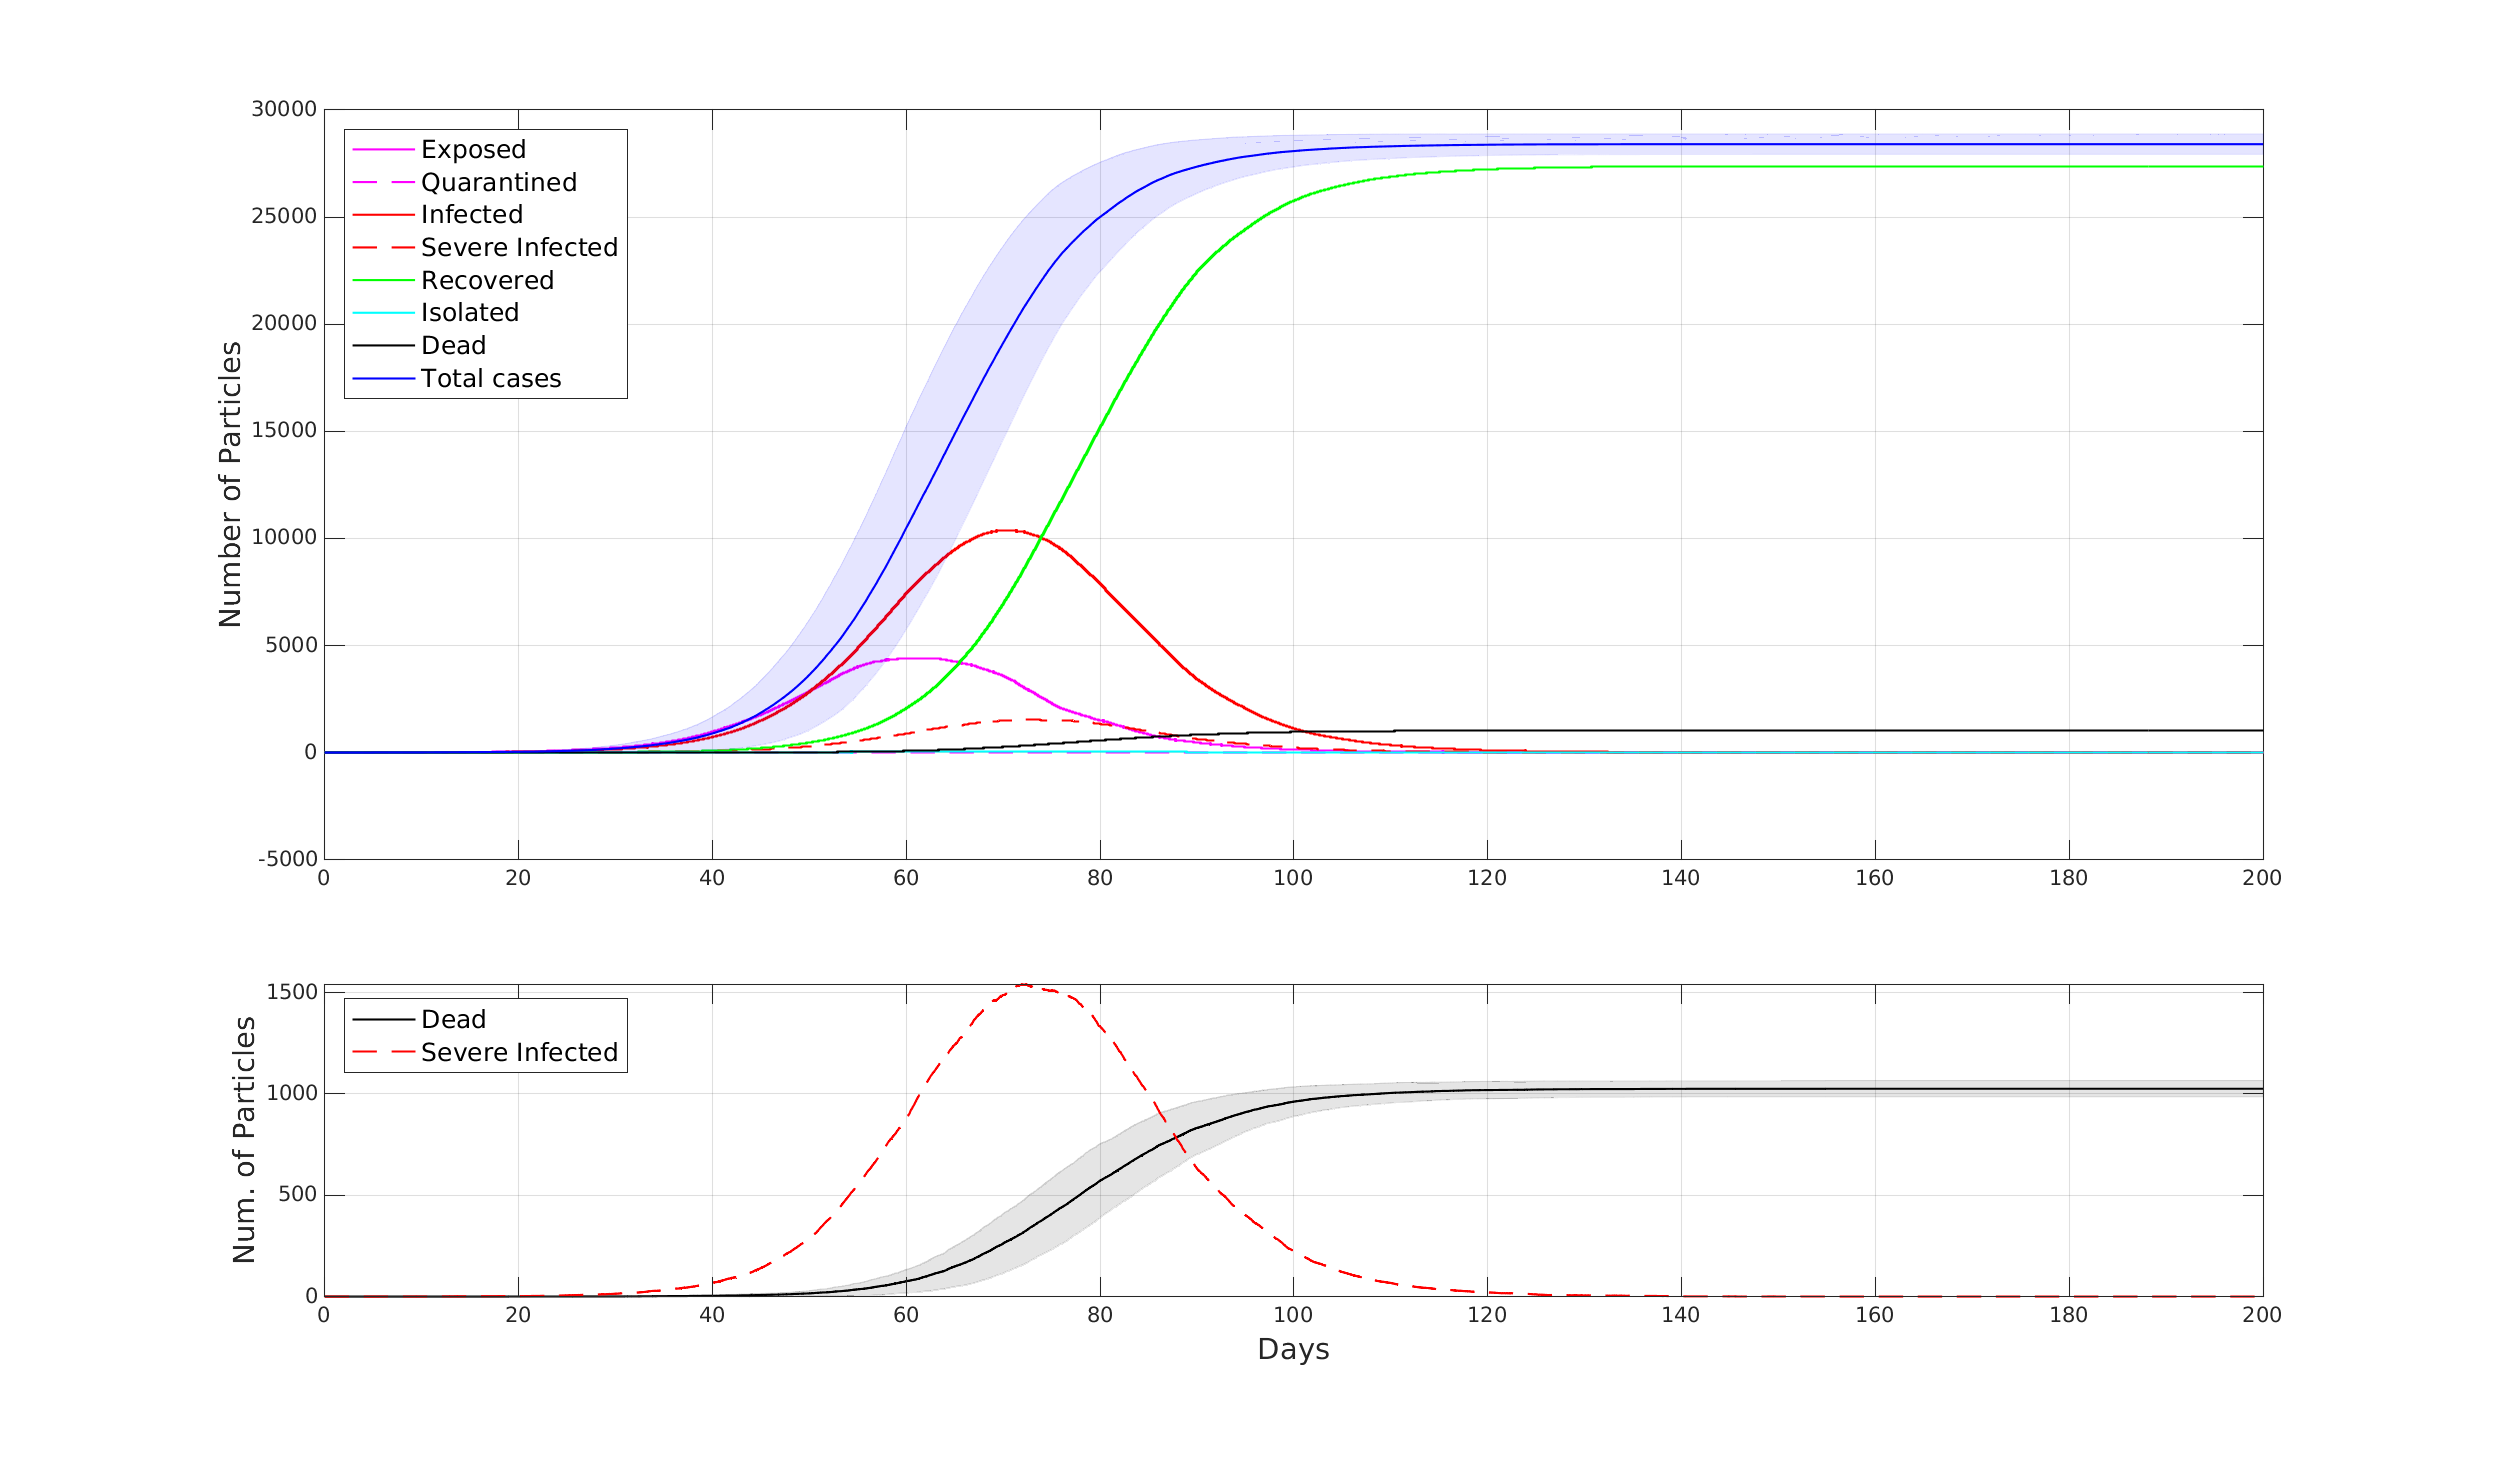 30000
25000
20000
15000
10000
5000
0
-5000
Number of Particles
Exposed
Quarantined
Infected
Severe Infected
Recovered
Isolated
Dead
Total cases
0 20 40 60 80 100 120 140 160 180 200
1500
1000
500
0
Num. of Particles
Dead
Severe Infected
0 20 40 60 80 100 120 140 160 180 200
Days